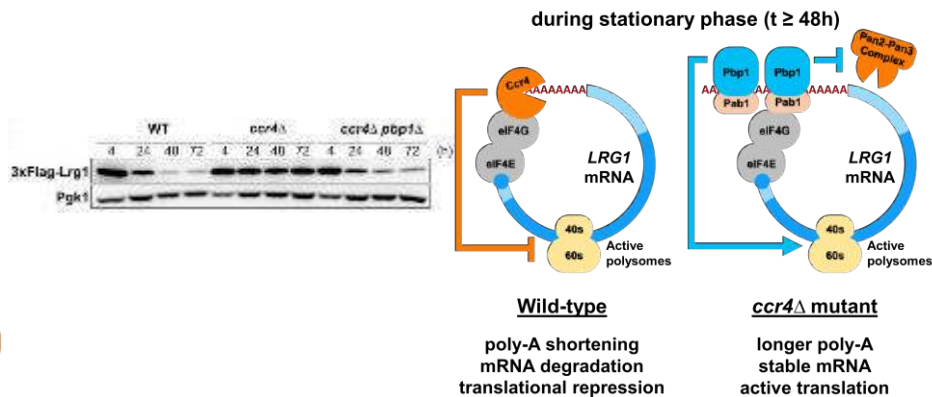 during stationary phase (t ≥ 48h)
WT ccr4Δ ccr4Δ pbp1Δ
4 24 48 72 4 24 48 72 4 24 48 72 (h)
3xFlag-Lrg1
Pgk1
Ccr4
AAAAAAAAA
eIF4G
eIF4E
LRG1
mRNA
40s
60s
Active
polysomes
Wild-type
poly-A shortening
mRNA degradation
translational repression
Pan2-Pan3
Complex
Pbp1 Pbp1
Pab1 Pab1
eIF4G
eIF4E
LRG1
mRNA
40s
60s
Active
polysomes
ccr4Δ mutant
longer poly-A
stable mRNA
active translation